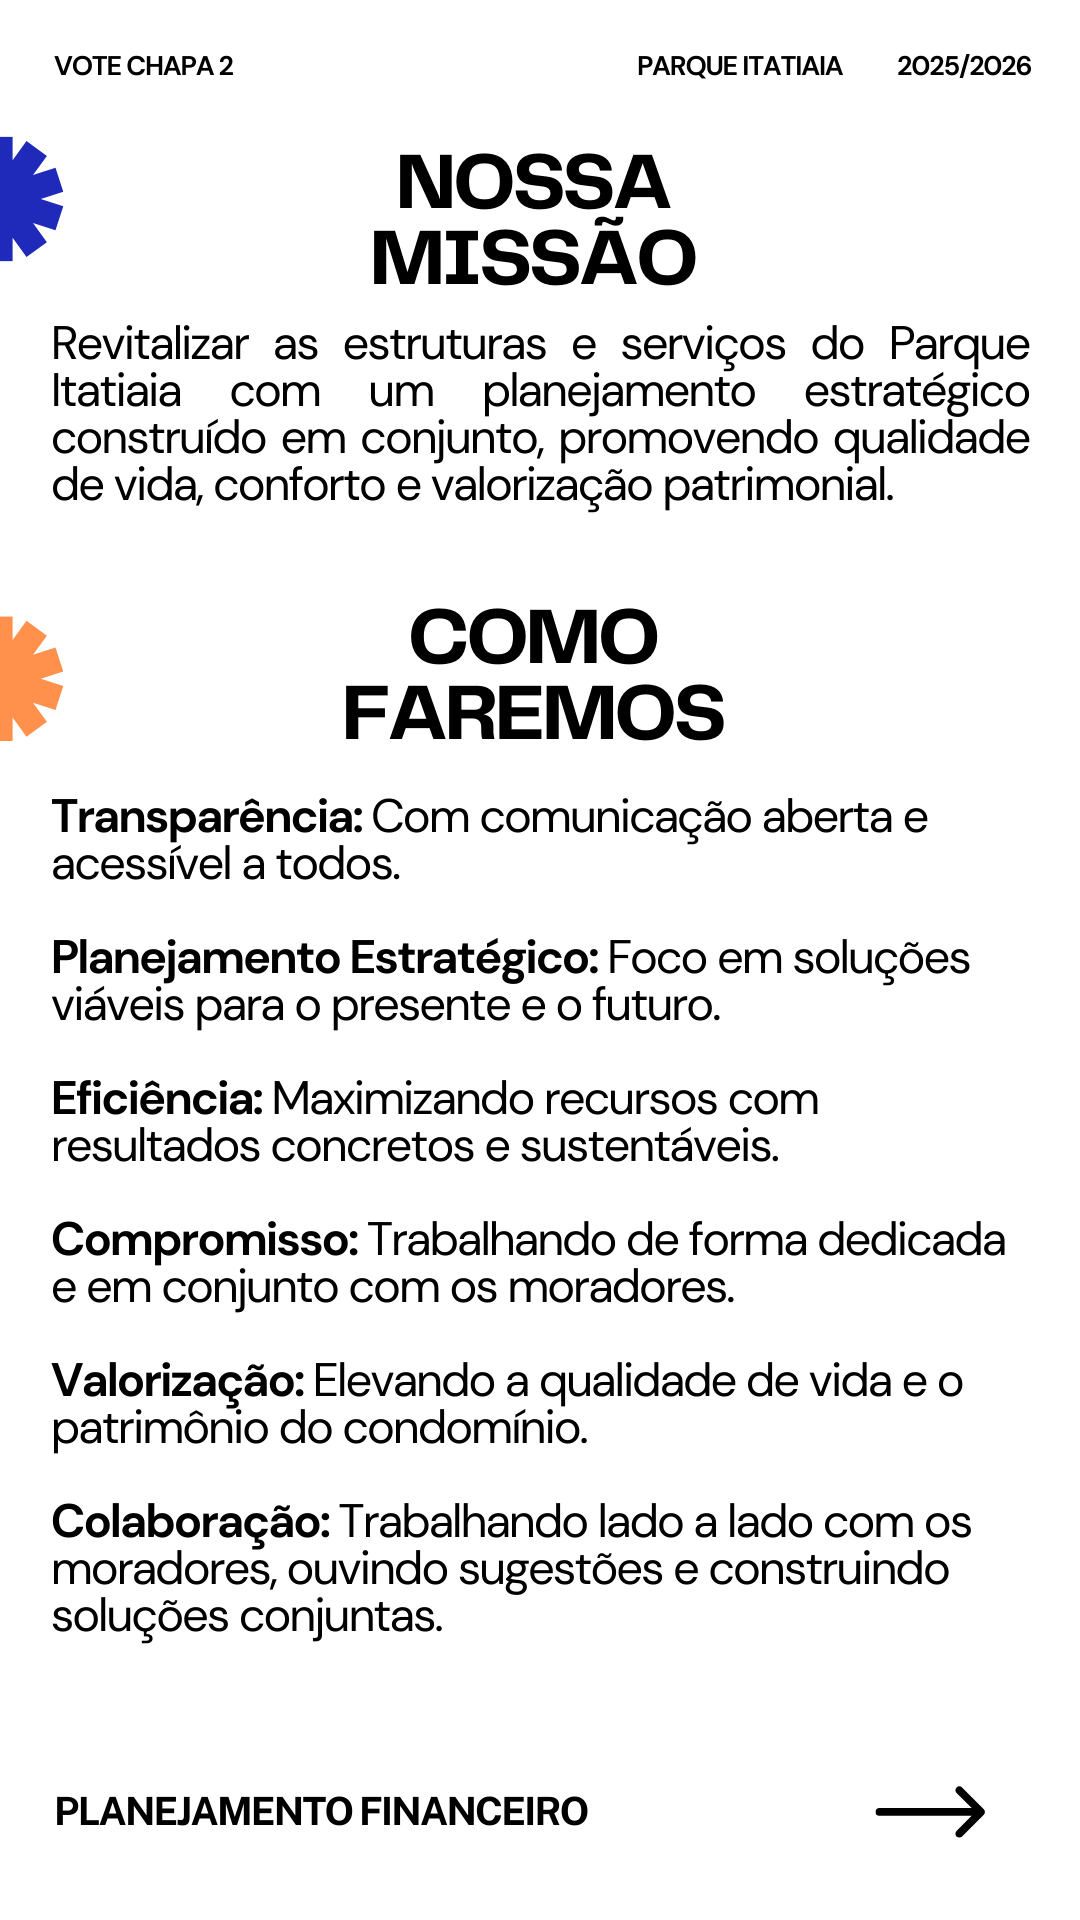 VOTE CHAPA 2
PARQUE ITATIAIA
2025/2026
NOSSA
MISSÃO
Revitalizar as estruturas e serviços do Parque
Itatiaia com um planejamento estratégico
construído em conjunto, promovendo qualidade
de vida, conforto e valorização patrimonial.
COMO
FAREMOS
Transparência: Com comunicação aberta e
acessível a todos.
Planejamento Estratégico: Foco em soluções
viáveis para o presente e o futuro.
Eficiência: Maximizando recursos com
resultados concretos e sustentáveis.
Compromisso: Trabalhando de forma dedicada
e em conjunto com os moradores.
Valorização: Elevando a qualidade de vida e o
patrimônio do condomínio.
Colaboração: Trabalhando lado a lado com os
moradores, ouvindo sugestões e construindo
soluções conjuntas.
PLANEJAMENTO FINANCEIRO